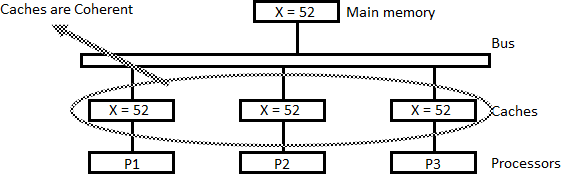 Caches are Coherent
X = 52 Main memory
Bus
X = 52 X = 52 X = 52 Caches
P1 P2 P3 Processors